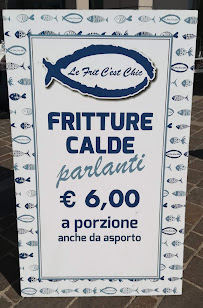 Le Frit C'est Chic
FRITTURE
CALDE
parlanti
€ 6,00
a porzione
anche da asporto